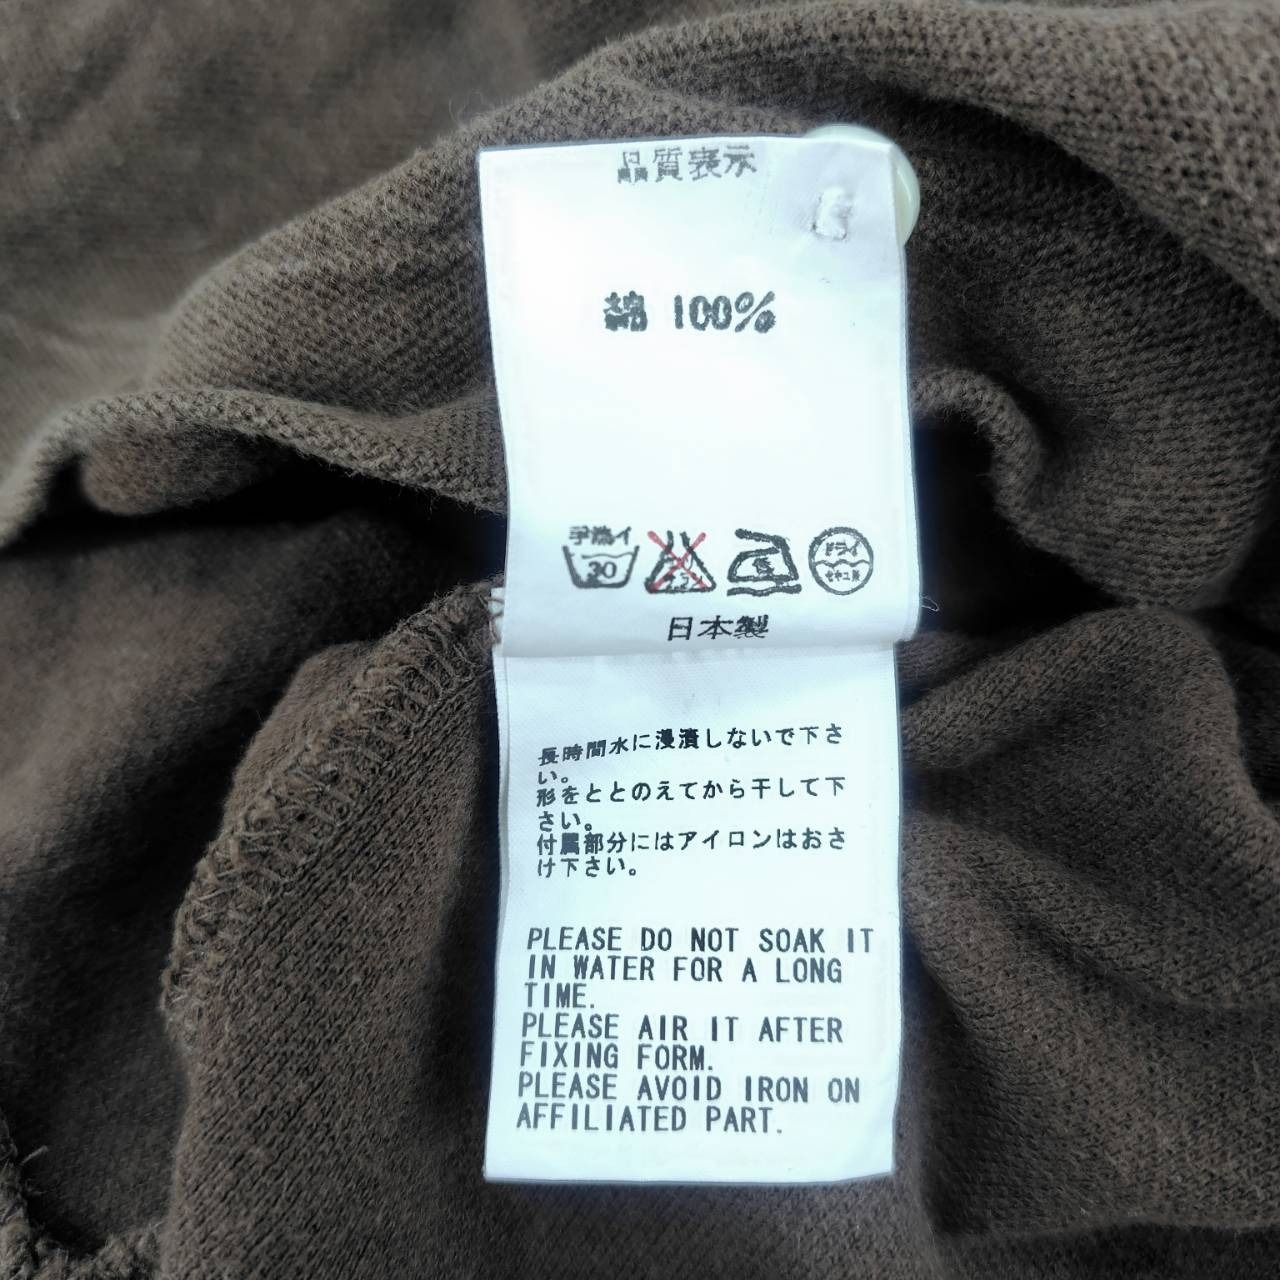 品質表示
綿 100%
手洗イ
30
ドライ
セキユ系
日本製
長時間水に浸漬しないで下さ
い。
形をととのえてから干して下
さい。
付属部分にはアイロンはおさ
け下さい。
PLEASE DO NOT SOAK IT
IN WATER FOR A LONG
TIME.
PLEASE AIR IT AFTER
FIXING FORM.
PLEASE AVOID IRON ON
AFFILIATED PART.